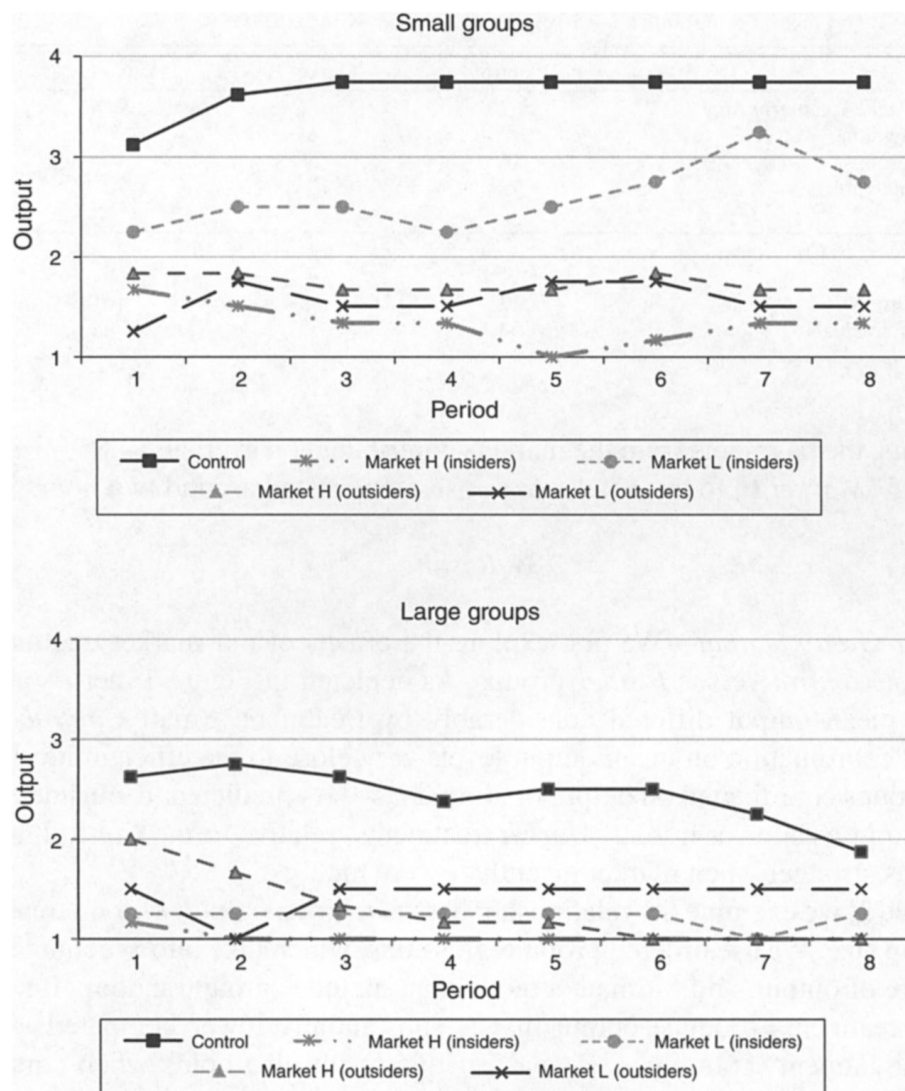 Small groups
4
3
2
1
Output
1 2 3 4 5 6 7 8
Period
Control Market H (insiders) Market L (insiders)
Market H (outsiders) Market L (outsiders)
Large groups
4
3
2
1
Output
1 2 3 4 5 6 7 8
Period
Control Market H (insiders) Market L (insiders)
Market H (outsiders) Market L (outsiders)